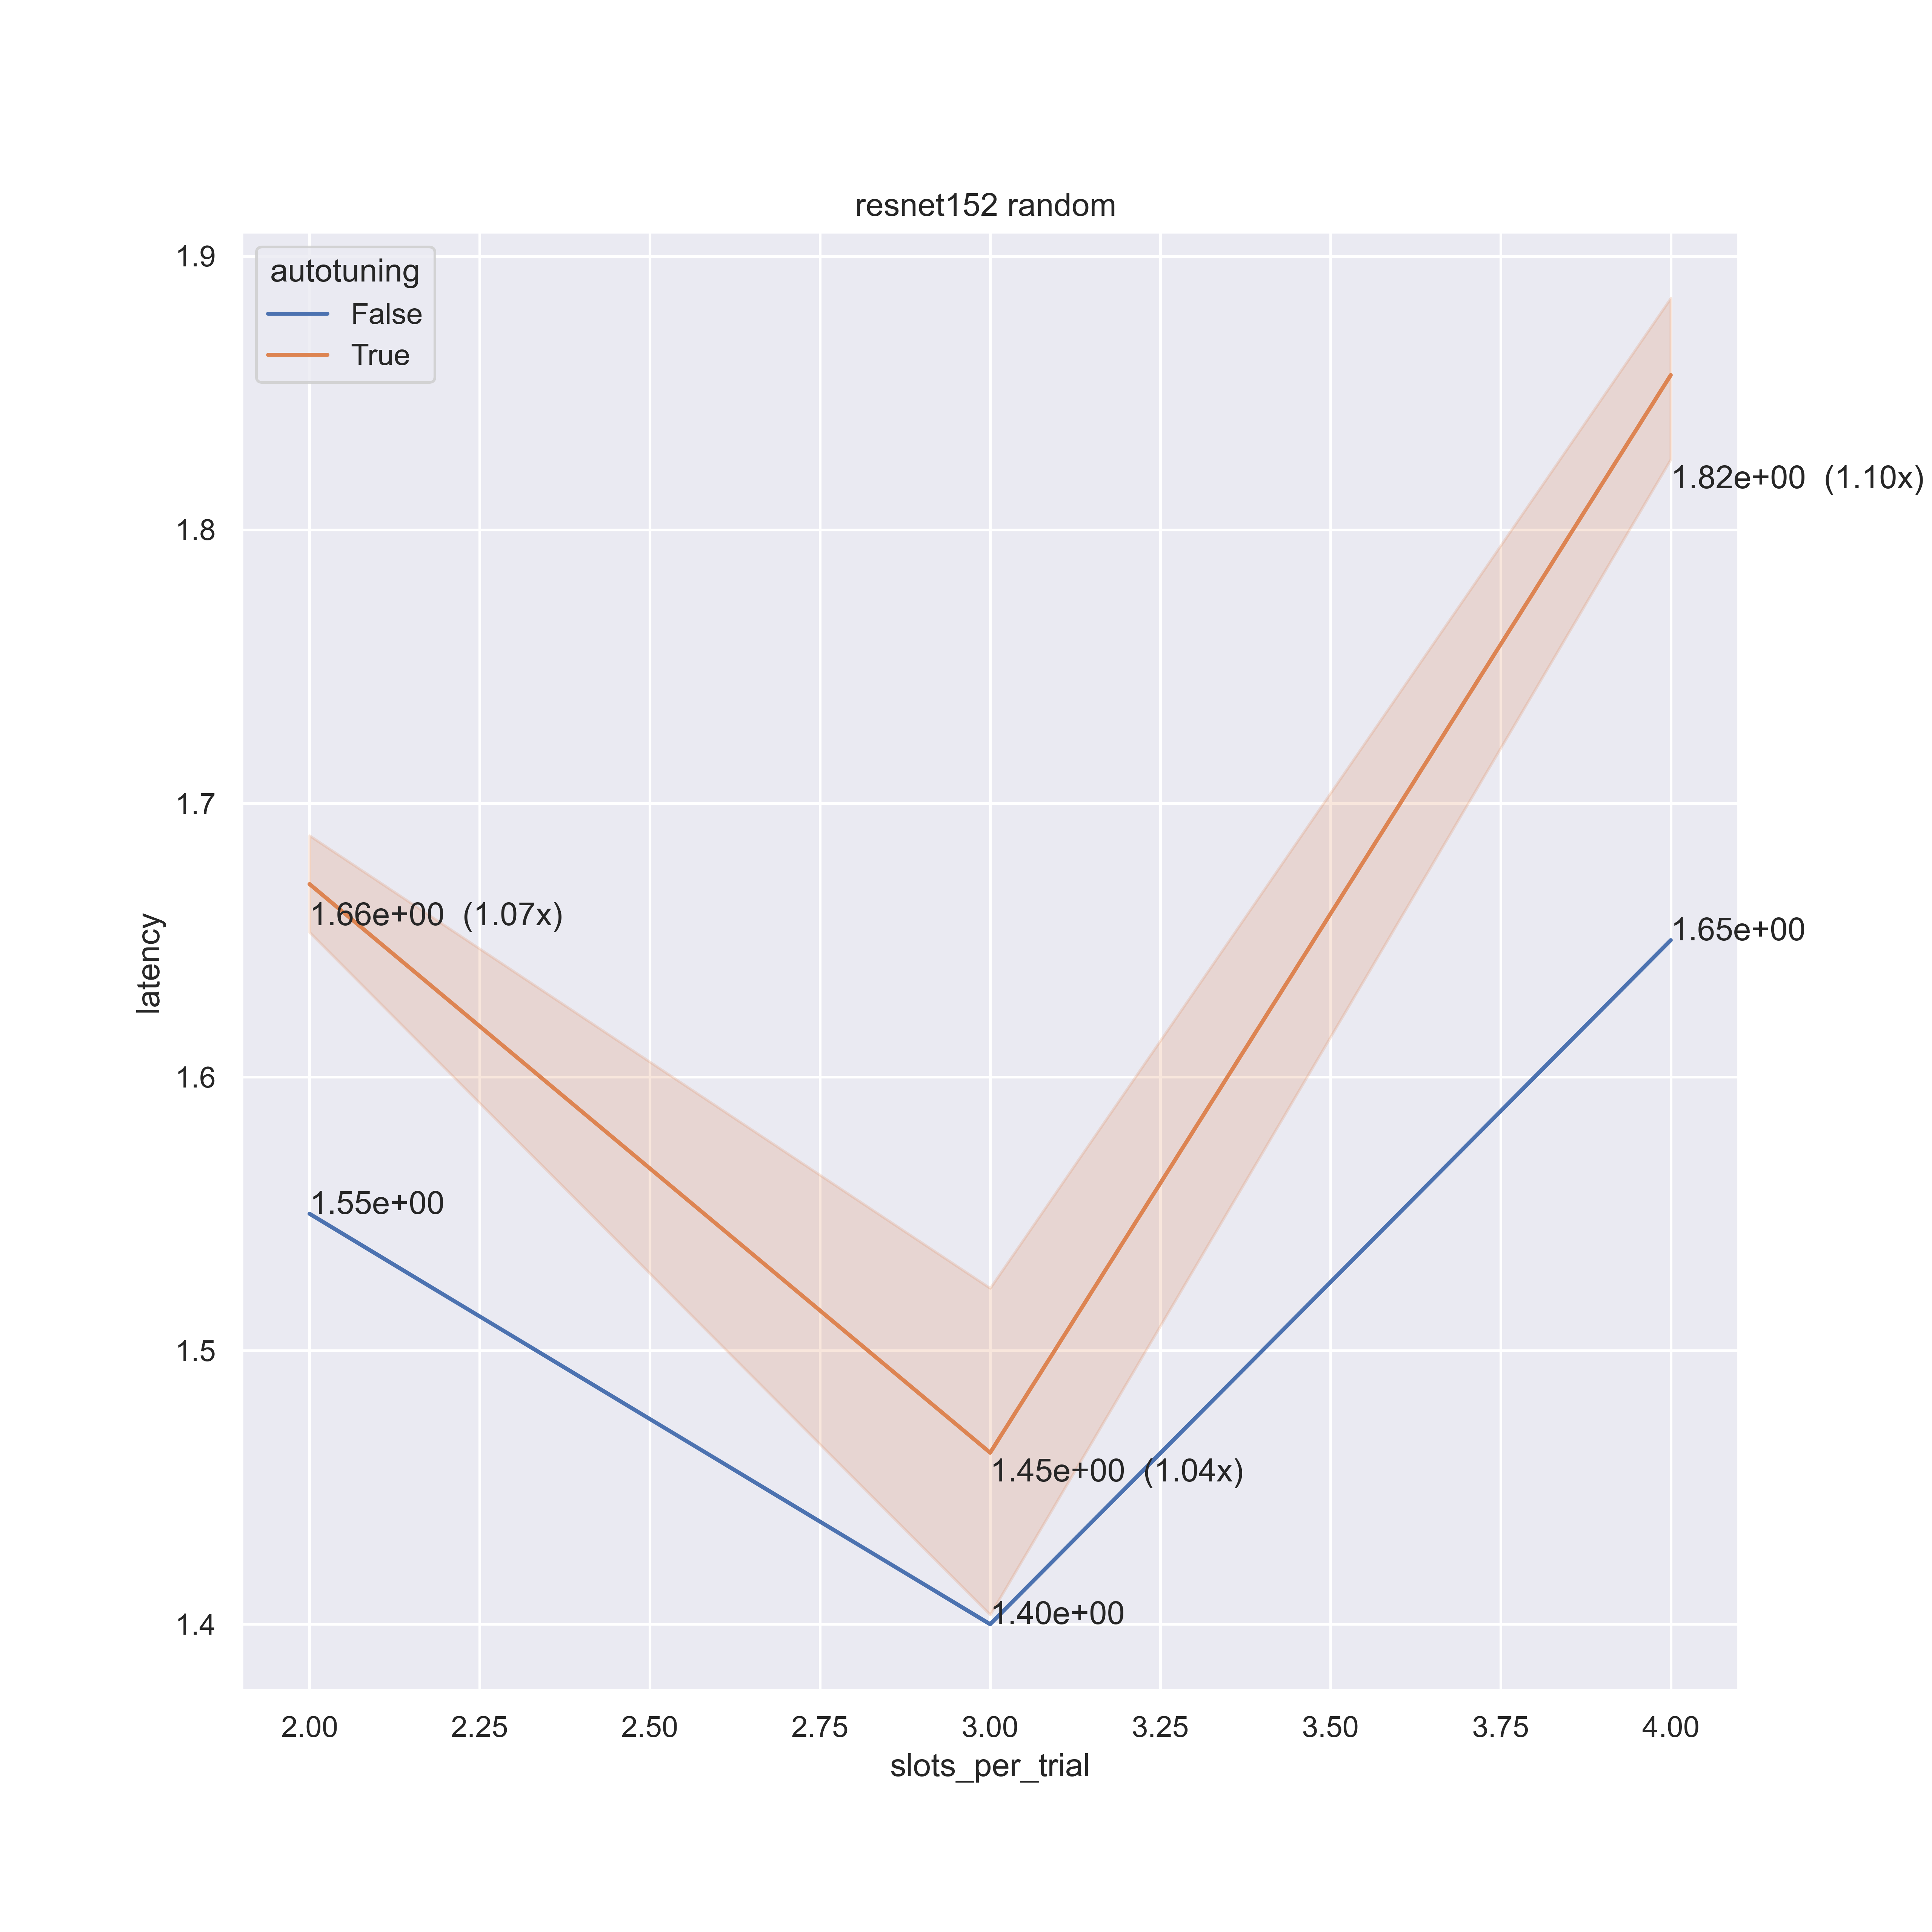 resnet152 random
autotuning
False
True
1.9
1.8
1.7
1.6
1.5
1.4
latency
1.82e+00 (1.10x)
1.66e+00 (1.07x)
1.65e+00
1.55e+00
1.45e+00 (1.04x)
1.40e+00
2.00 2.25 2.50 2.75 3.00 3.25 3.50 3.75 4.00
slots_per_trial